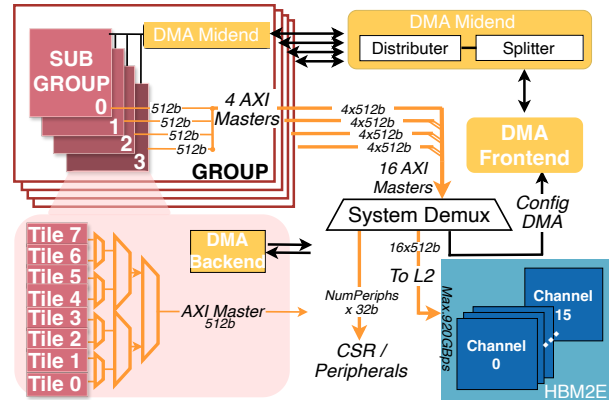 DMA Midend
DMA Midend
Distributer
Splitter
SUB
GROUP
0
1
2
3
512b
512b
512b
512b
4 AXI
Masters
GROUP
4x512b
4x512b
4x512b
4x512b
16 AXI
Masters
DMA
Frontend
Config
DMA
System Demux
16x512b
To L2
NumPeriphs
x 32b
CSR /
Peripherals
DMA
Backend
Tile 7
Tile 6
Tile 5
Tile 4
Tile 3
Tile 2
Tile 1
Tile 0
AXI Master
512b
Max.920GBps
Channel
15
Channel
0
HBM2E